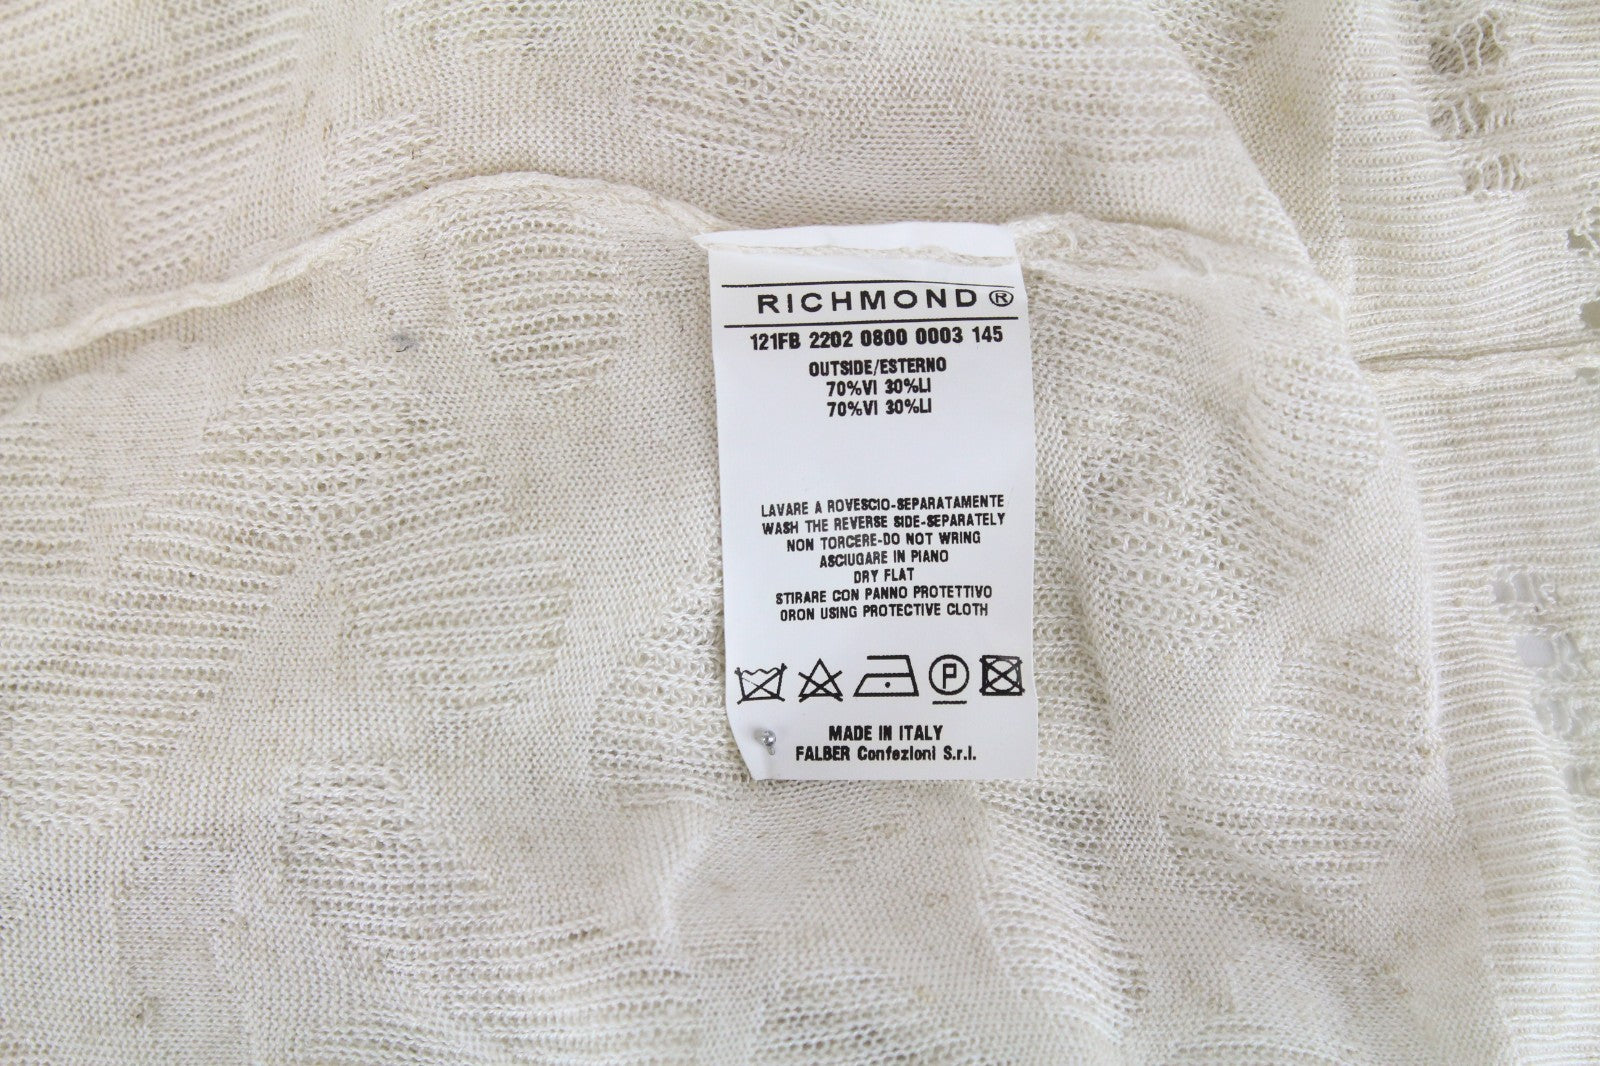 RICHMOND ®
121FB 2202 0800 0003 145
OUTSIDE/ESTERNO
70%VI 30%LI
70%VI 30%LI
LAVARE A ROVESCIO-SEPARATAMENTE
WASH THE REVERSE SIDE-SEPARATELY
NON TORCERE-DO NOT WRING
ASCIUGARE IN PIANO
DRY FLAT
STIRARE CON PANNO PROTETTIVO
ORON USING PROTECTIVE CLOTH
P
MADE IN ITALY
FALBER Confezioni S.r.l.